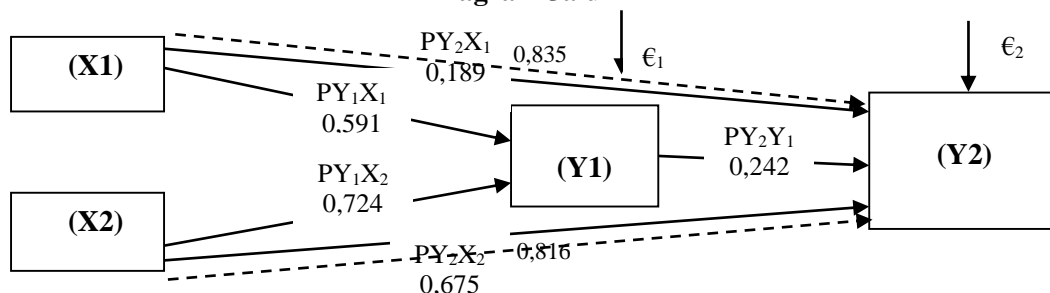 (X1)
PY₂X₁
0,189
0,835
€₁
€₂
PY₁X₁
0,591
(Y1)
PY₂Y₁
0,242
(Y2)
PY₁X₂
0,724
(X2)
PY₂X₂
0,675
0,816